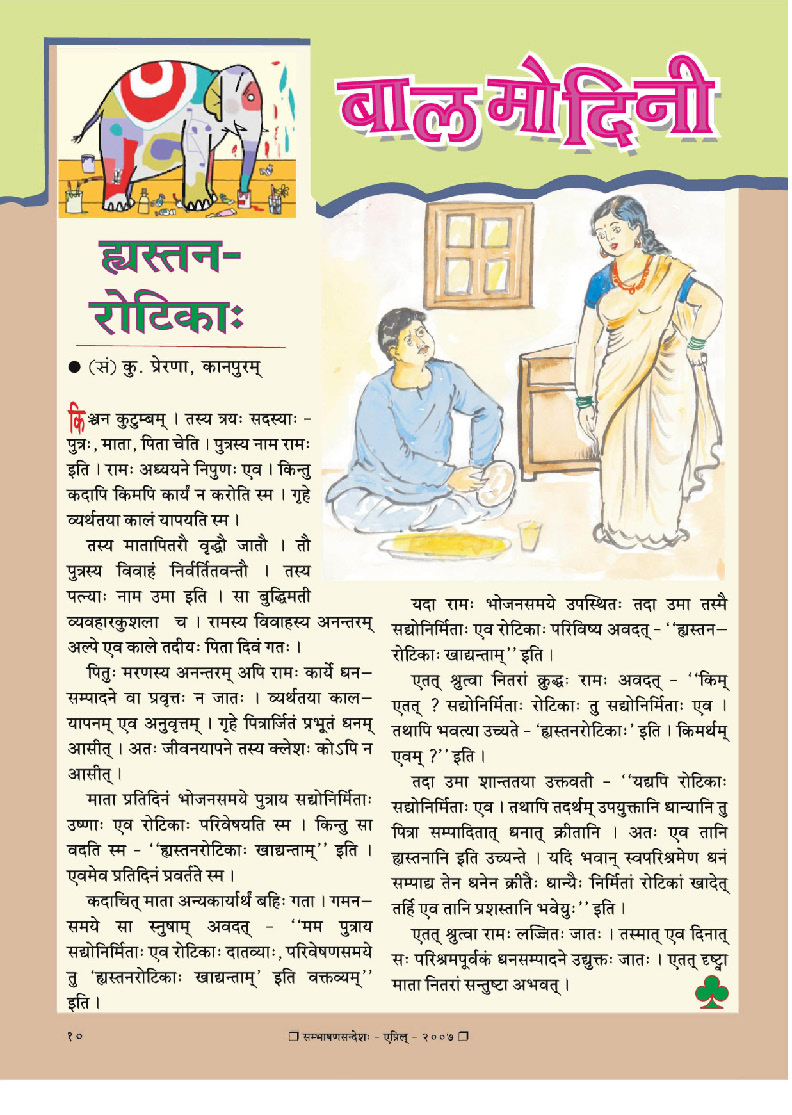 बालमोदिनी
ह्यस्तन-
रोटिकाः
● (सं) कु. प्रेरणा, कानपुरम्
किञ्चन कुटुम्बम् । तस्य त्रयः सदस्याः -
पुत्रः, माता, पिता चेति । पुत्रस्य नाम रामः
इति । रामः अध्ययने निपुणः एव । किन्तु
कदापि किमपि कार्यं न करोति स्म । गृहे
व्यर्थतया कालं यापयति स्म ।
तस्य मातापितरौ वृद्धौ जातौ । तौ
पुत्रस्य विवाहं निर्वर्तितवन्तौ । तस्य
पत्न्याः नाम उमा इति । सा बुद्धिमती
व्यवहारकुशला च । रामस्य विवाहस्य अनन्तरम्
अल्पे एव काले तदीयः पिता दिवं गतः ।
पितुः मरणस्य अनन्तरम् अपि रामः कार्ये धन-
सम्पादने वा प्रवृत्तः न जातः । व्यर्थतया काल-
यापनम् एव अनुवृत्तम् । गृहे पित्रार्जितं प्रभूतं धनम्
आसीत् । अतः जीवनयापने तस्य क्लेशः कोऽपि न
आसीत् ।
माता प्रतिदिनं भोजनसमये पुत्राय सद्योनिर्मिताः
उष्णाः एव रोटिकाः परिवेषयति स्म । किन्तु सा
वदति स्म - ‘‘ह्यस्तनरोटिकाः खाद्यन्ताम्’’ इति ।
एवमेव प्रतिदिनं प्रवर्तते स्म ।
कदाचित् माता अन्यकार्यार्थं बहिः गता । गमन-
समये सा स्नुषाम् अवदत् - ‘‘मम पुत्राय
सद्योनिर्मिताः एव रोटिकाः दातव्याः, परिवेषणसमये
तु ‘ह्यस्तनरोटिकाः खाद्यन्ताम्’ इति वक्तव्यम्’’
इति ।
यदा रामः भोजनसमये उपस्थितः तदा उमा तस्मै
सद्योनिर्मिताः एव रोटिकाः परिविष्य अवदत् - ‘‘ह्यस्तन-
रोटिकाः खाद्यन्ताम्’’ इति ।
एतत् श्रुत्वा नितरां क्रुद्धः रामः अवदत् - ‘‘किम्
एतत् ? सद्योनिर्मिताः रोटिकाः तु सद्योनिर्मिताः एव ।
तथापि भवत्या उच्यते - ‘ह्यस्तनरोटिकाः’ इति । किमर्थम्
एवम् ?’’ इति ।
तदा उमा शान्ततया उक्तवती - ‘‘यद्यपि रोटिकाः
सद्योनिर्मिताः एव । तथापि तदर्थम् उपयुक्तानि धान्यानि तु
पित्रा सम्पादितात् धनात् क्रीतानि । अतः एव तानि
ह्यस्तनानि इति उच्यन्ते । यदि भवान् स्वपरिश्रमेण धनं
सम्पाद्य तेन धनेन क्रीतैः धान्यैः निर्मितां रोटिकां खादेत्
तर्हि एव तानि प्रशस्तानि भवेयुः’’ इति ।
एतत् श्रुत्वा रामः लज्जितः जातः । तस्मात् एव दिनात्
सः परिश्रमपूर्वकं धनसम्पादने उद्युक्तः जातः । एतत् दृष्ट्वा
माता नितरां सन्तुष्टा अभवत् ।
१०
❐ सम्भाषणसन्देशः - एप्रिल् - २००७ ❐